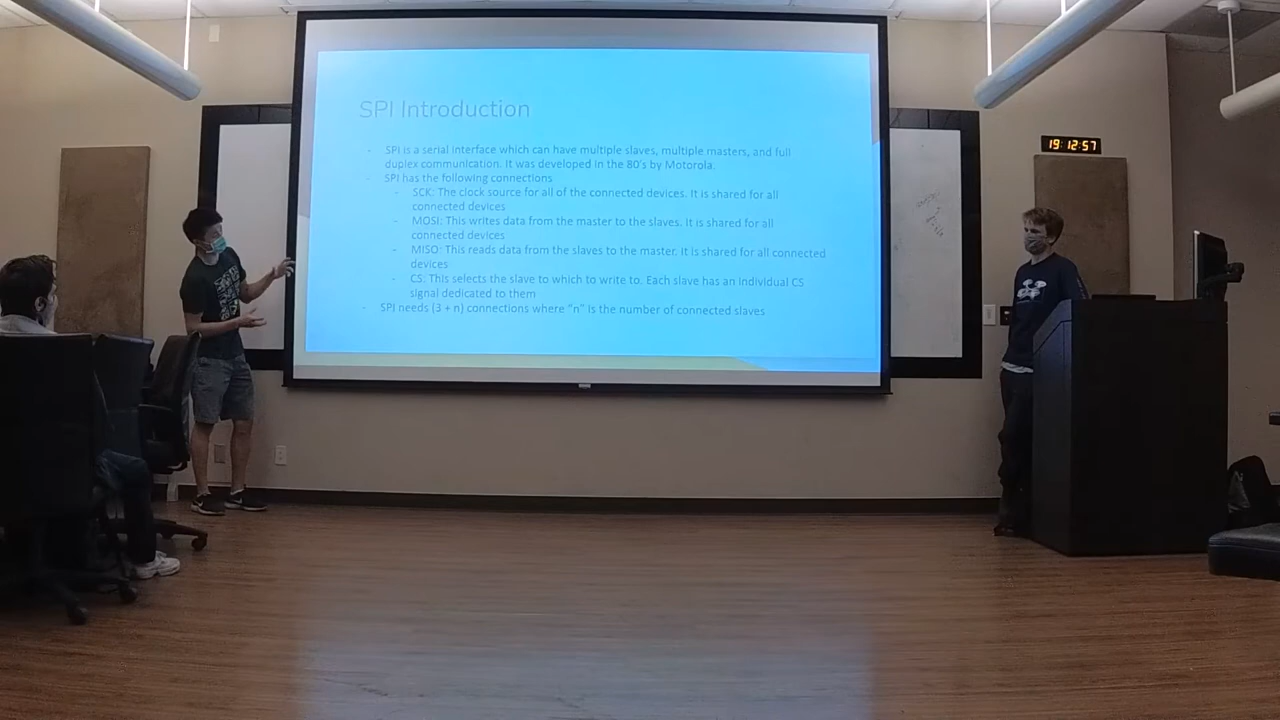 SPI Introduction
- SPI is a serial interface which can have multiple slaves, multiple masters, and full
duplex communication. It was developed in the 80's by Motorola.
- SPI has the following connections
- SCK: The clock source for all of the connected devices. It is shared for all
connected devices
- MOSI: This writes data from the master to the slaves. It is shared for all
connected devices
- MISO: This reads data from the slaves to the master. It is shared for all connected
devices
- CS: This selects the slave to which to write to. Each slave has an individual CS
signal dedicated to them
- SPI needs (3 + n) connections where "n" is the number of connected slaves
19:12:57